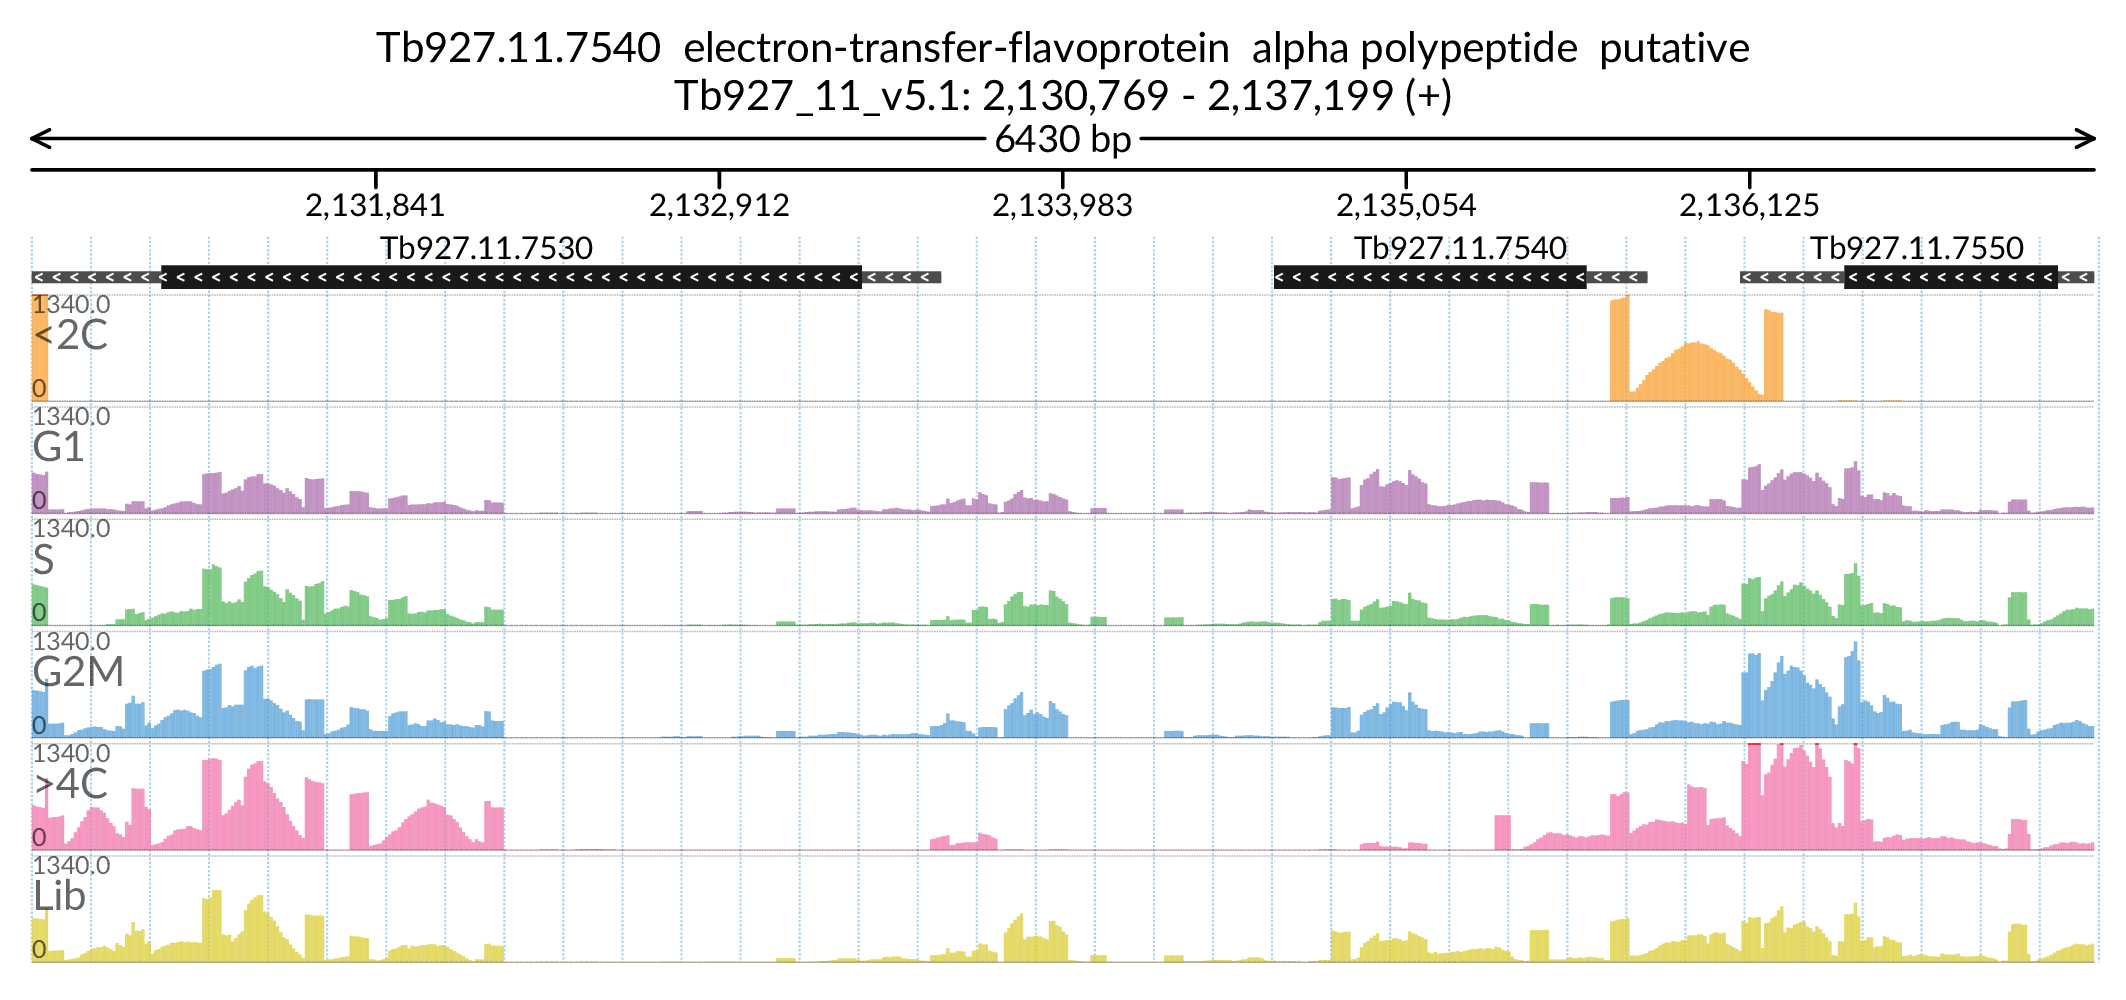 Tb927.11.7540 electron-transfer-flavoprotein alpha polypeptide putative
Tb927_11_v5.1: 2,130,769 - 2,137,199 (+)
6430 bp
2,131,841 2,132,912 2,133,983 2,135,054 2,136,125
Tb927.11.7530 Tb927.11.7540 Tb927.11.7550
1340.0
<2C
0
1340.0
G1
0
1340.0
S
0
1340.0
G2M
0
1340.0
>4C
0
1340.0
Lib
0